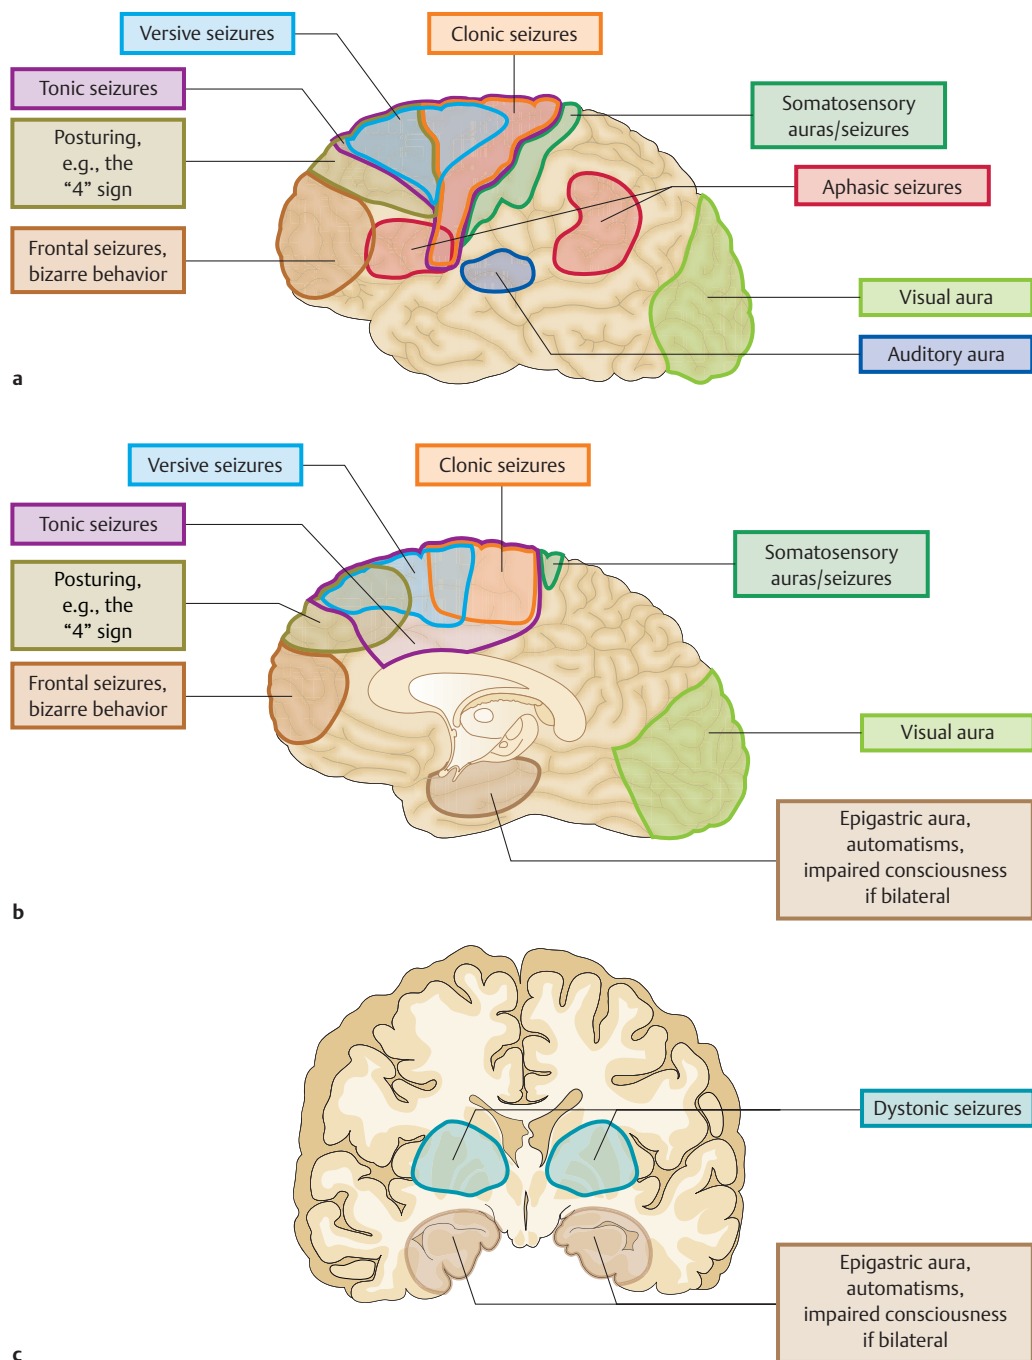 Versive seizures
Clonic seizures
Tonic seizures
Somatosensory
auras/seizures
Posturing,
e.g., the
“4” sign
Aphasic seizures
Frontal seizures,
bizarre behavior
Visual aura
Auditory aura
a
Versive seizures
Clonic seizures
Tonic seizures
Somatosensory
auras/seizures
Posturing,
e.g., the
“4” sign
Frontal seizures,
bizarre behavior
Visual aura
Epigastric aura,
automatisms,
impaired consciousness
if bilateral
b
Dystonic seizures
Epigastric aura,
automatisms,
impaired consciousness
if bilateral
c